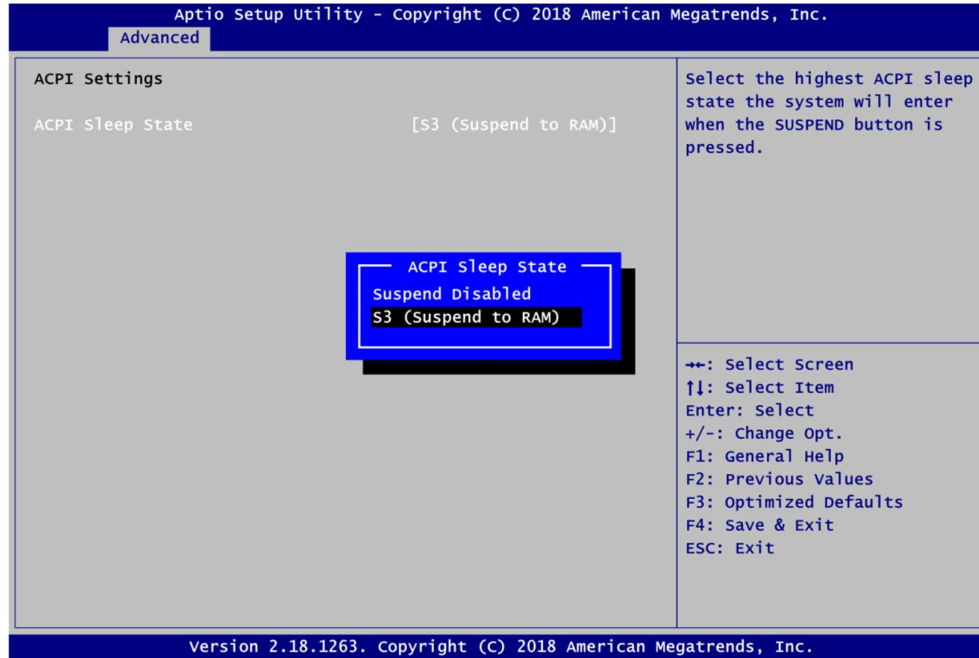 Aptio Setup Utility - Copyright (C) 2018 American Megatrends, Inc.
Advanced
ACPI Settings
ACPI Sleep State [S3 (Suspend to RAM)]
ACPI Sleep State
Suspend Disabled
S3 (Suspend to RAM)
Select the highest ACPI sleep
state the system will enter
when the SUSPEND button is
pressed.
→←: Select Screen
↑↓: Select Item
Enter: Select
+/-: Change Opt.
F1: General Help
F2: Previous Values
F3: Optimized Defaults
F4: Save & Exit
ESC: Exit
Version 2.18.1263. Copyright (C) 2018 American Megatrends, Inc.